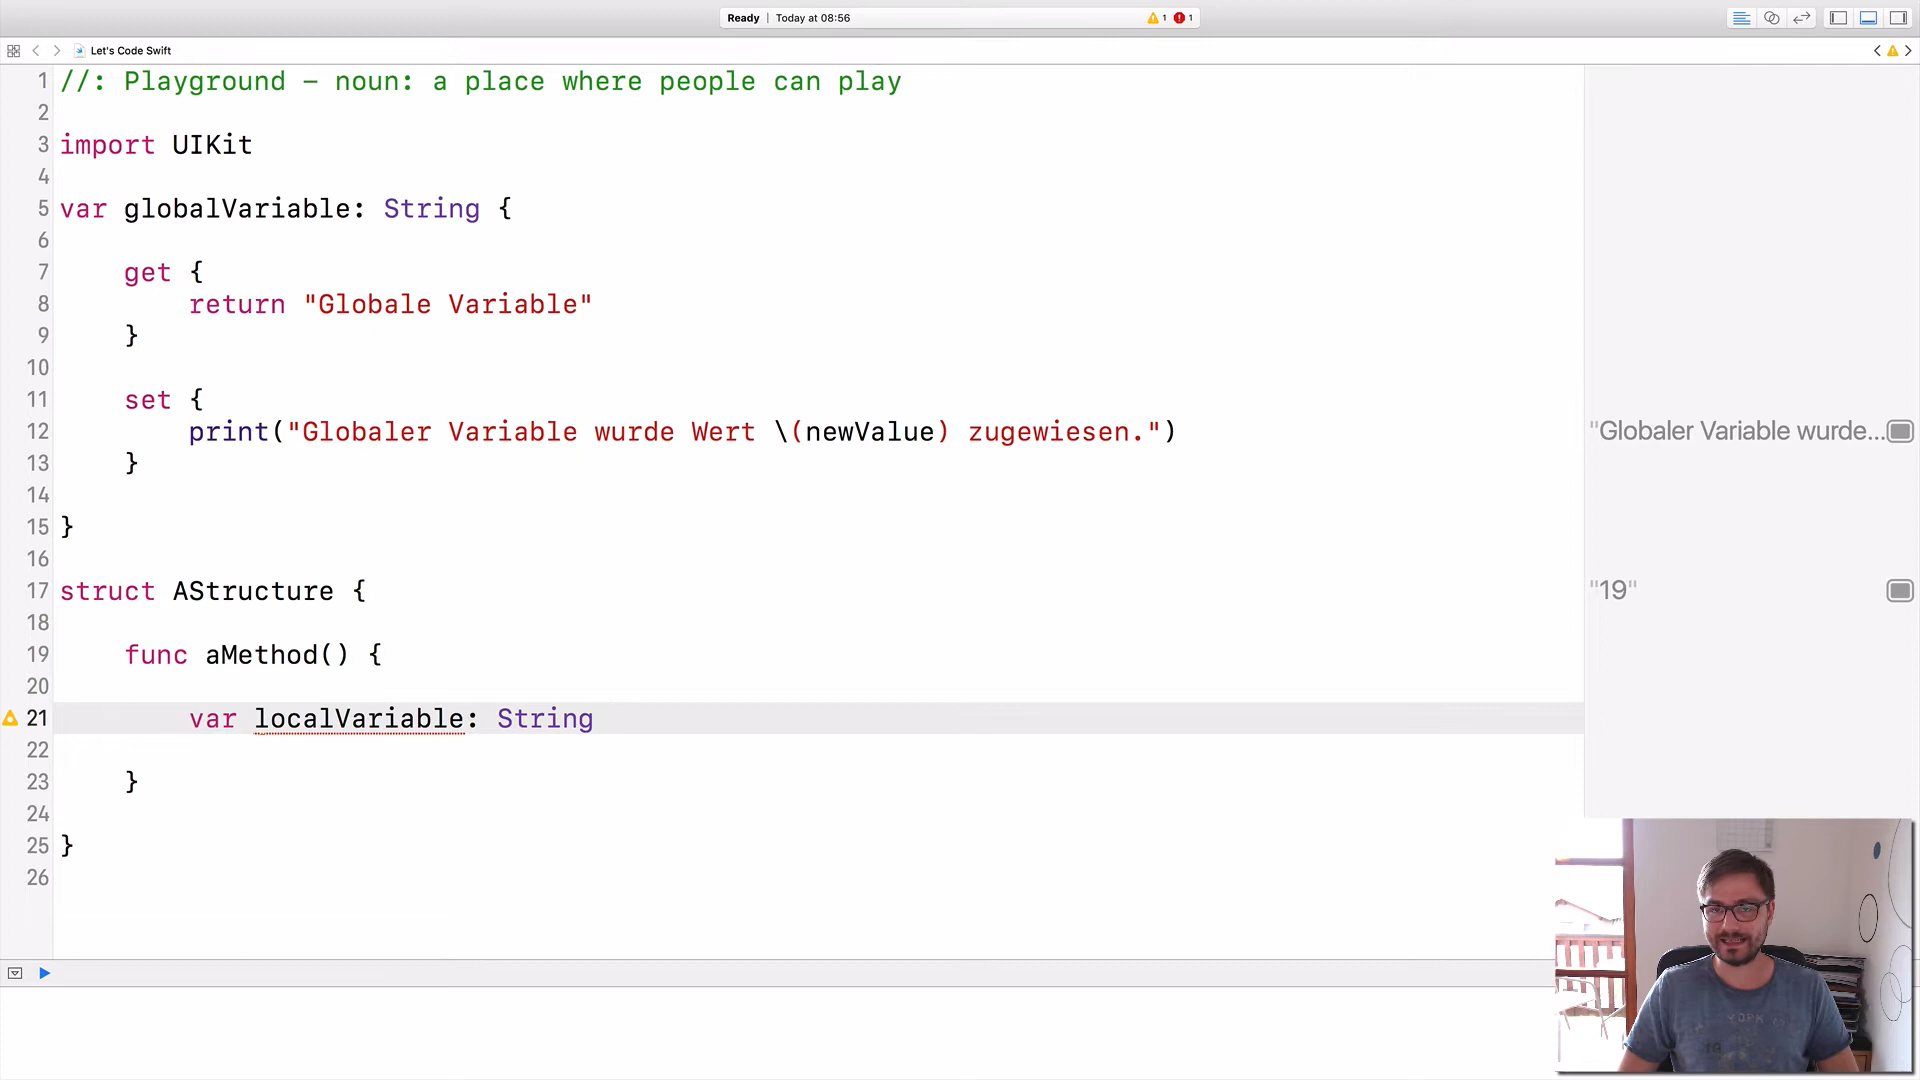 Ready | Today at 08:56 1 1
Let's Code Swift
1 //: Playground – noun: a place where people can play
2
3 import UIKit
4
5 var globalVariable: String {
6
7 get {
8 return "Globale Variable"
9 }
10
11 set {
12 print("Globaler Variable wurde Wert \(newValue) zugewiesen.") "Globaler Variable wurde...
13 }
14
15 }
16
17 struct AStructure { "19"
18
19 func aMethod() {
20
21 var localVariable: String
22
23 }
24
25 }
26